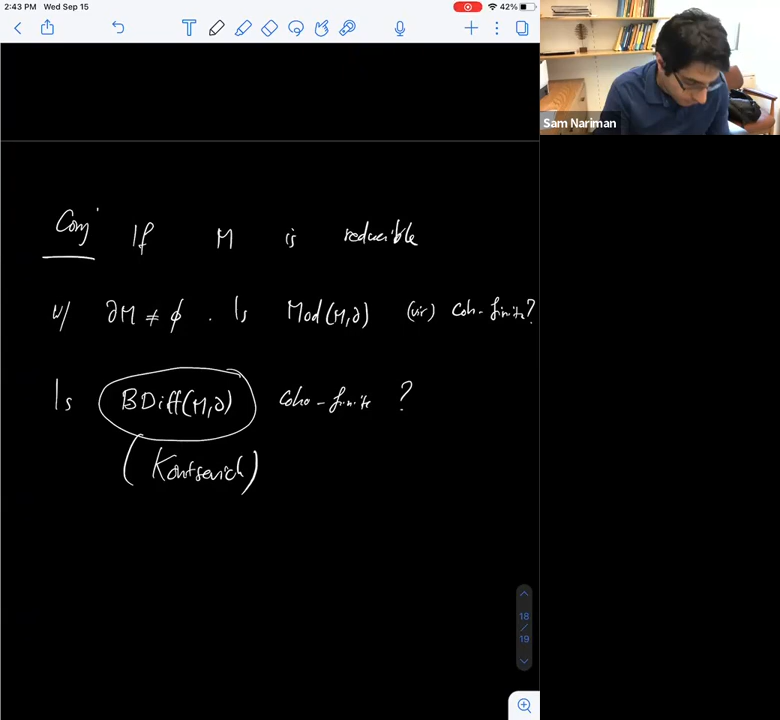 2:43 PM Wed Sep 15
42%
Sam Nariman
Conj If M is reducible
w/ ∂M ≠ ϕ . Is Mod(M,∂) (vir) coh-finite?
Is BDiff(M,∂) coho-finite ?
(Kontsevich)
18
/
19